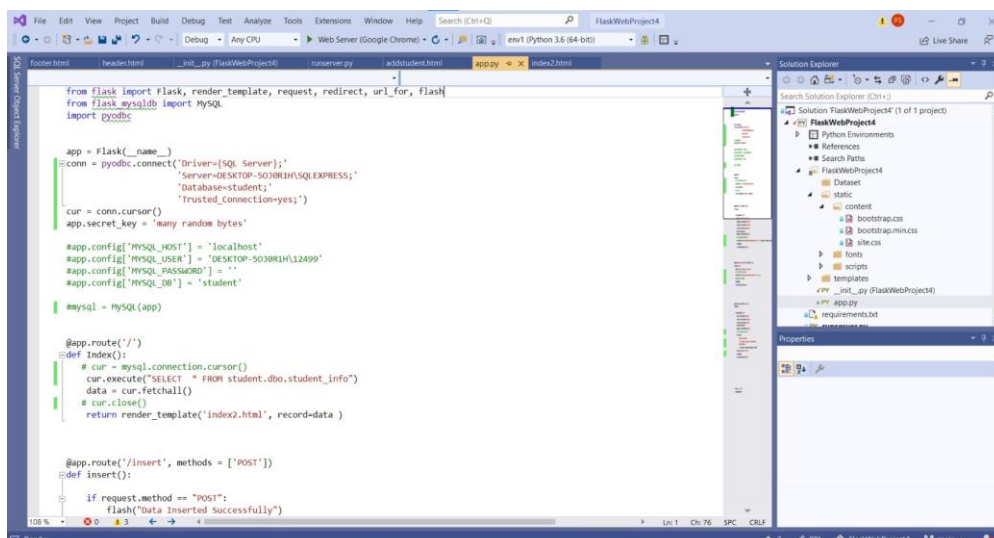 File Edit View Project Build Debug Test Analyze Tools Extensions Window Help Search (Ctrl+Q) FlaskWebProject4
Debug Any CPU Web Server (Google Chrome) env1 (Python 3.6 (64-bit)) Live Share
SQL Server Object Explorer
footer.html header.html __init__.py (FlaskWebProject4) runserver.py addstudent.html app.py index2.html
from flask import Flask, render_template, request, redirect, url_for, flash
from flask_mysqldb import MySQL
import pyodbc
app = Flask(__name__)
conn = pyodbc.connect('Driver={SQL Server};'
'Server=DESKTOP-5OJ0R1H\SQLEXPRESS;'
'Database=student;'
'Trusted_Connection=yes;')
cur = conn.cursor()
app.secret_key = 'many random bytes'
#app.config['MYSQL_HOST'] = 'localhost'
#app.config['MYSQL_USER'] = 'DESKTOP-5OJ0R1H\12499'
#app.config['MYSQL_PASSWORD'] = ''
#app.config['MYSQL_DB'] = 'student'
#mysql = MySQL(app)
@app.route('/')
def Index():
# cur = mysql.connection.cursor()
cur.execute("SELECT * FROM student.dbo.student_info")
data = cur.fetchall()
# cur.close()
return render_template('index2.html', record=data )
@app.route('/insert', methods = ['POST'])
def insert():
if request.method == "POST":
flash("Data Inserted Successfully")
108 % 0 3 Ln: 1 Ch: 76 SPC CRLF
Solution Explorer
Search Solution Explorer (Ctrl+;)
Solution 'FlaskWebProject4' (1 of 1 project)
FlaskWebProject4
Python Environments
References
Search Paths
FlaskWebProject4
Dataset
static
content
bootstrap.css
bootstrap.min.css
site.css
fonts
scripts
templates
__init__.py (FlaskWebProject4)
app.py
requirements.txt
runserver.py
Properties